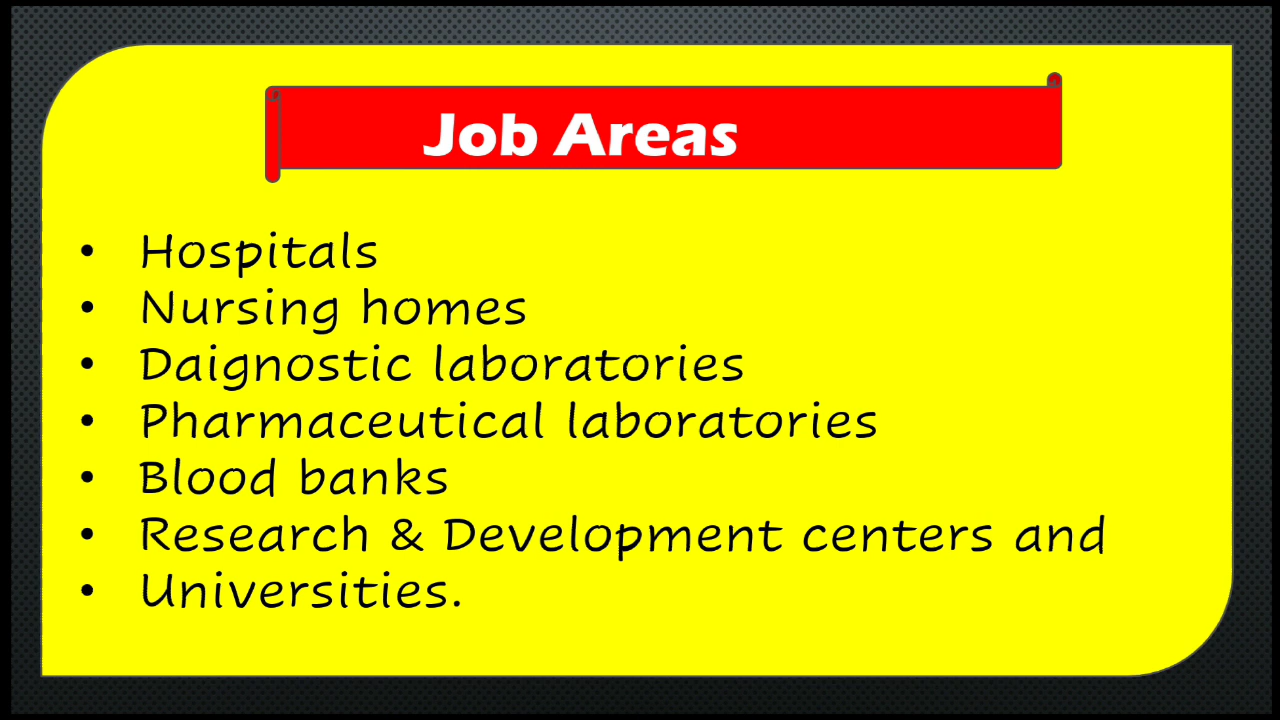 Job Areas
• Hospitals
• Nursing homes
• Daignostic laboratories
• Pharmaceutical laboratories
• Blood banks
• Research & Development centers and
• Universities.